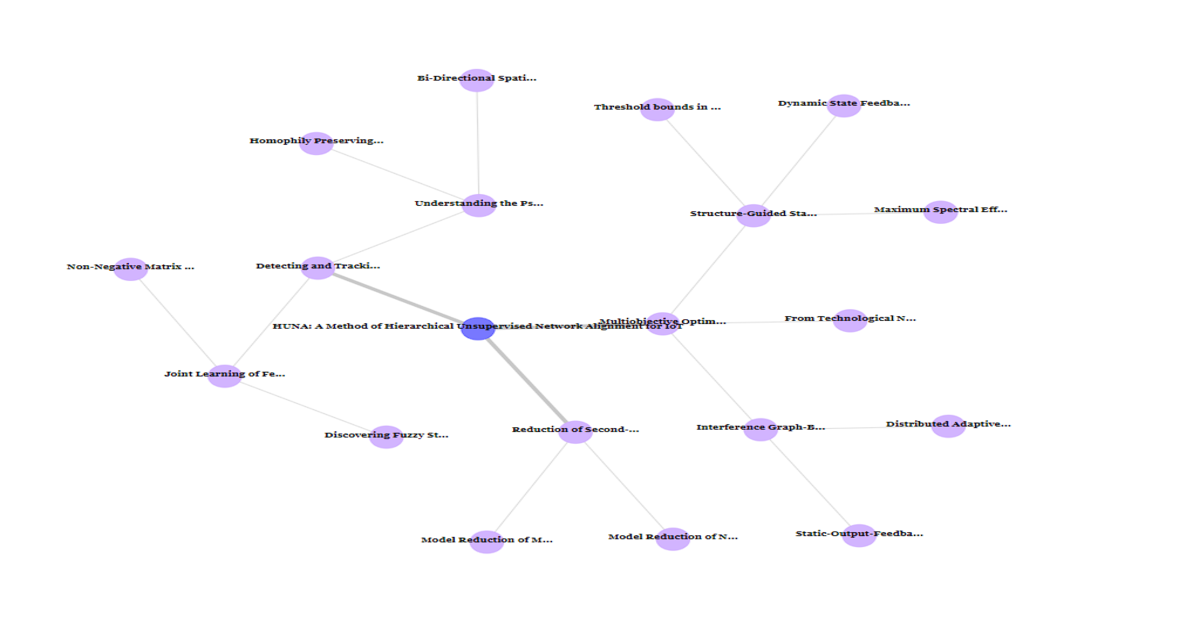 Bi-Directional Spati...
Threshold bounds in ...
Dynamic State Feedba...
Homophily Preserving...
Understanding the Ps...
Structure-Guided Sta...
Maximum Spectral Eff...
Non-Negative Matrix ...
Detecting and Tracki...
HUNA: A Method of Hierarchical Unsupervised Network Alignment for IoT
Multiobjective Optim...
From Technological N...
Joint Learning of Fe...
Discovering Fuzzy St...
Reduction of Second-...
Interference Graph-B...
Distributed Adaptive...
Model Reduction of M...
Model Reduction of N...
Static-Output-Feedba...